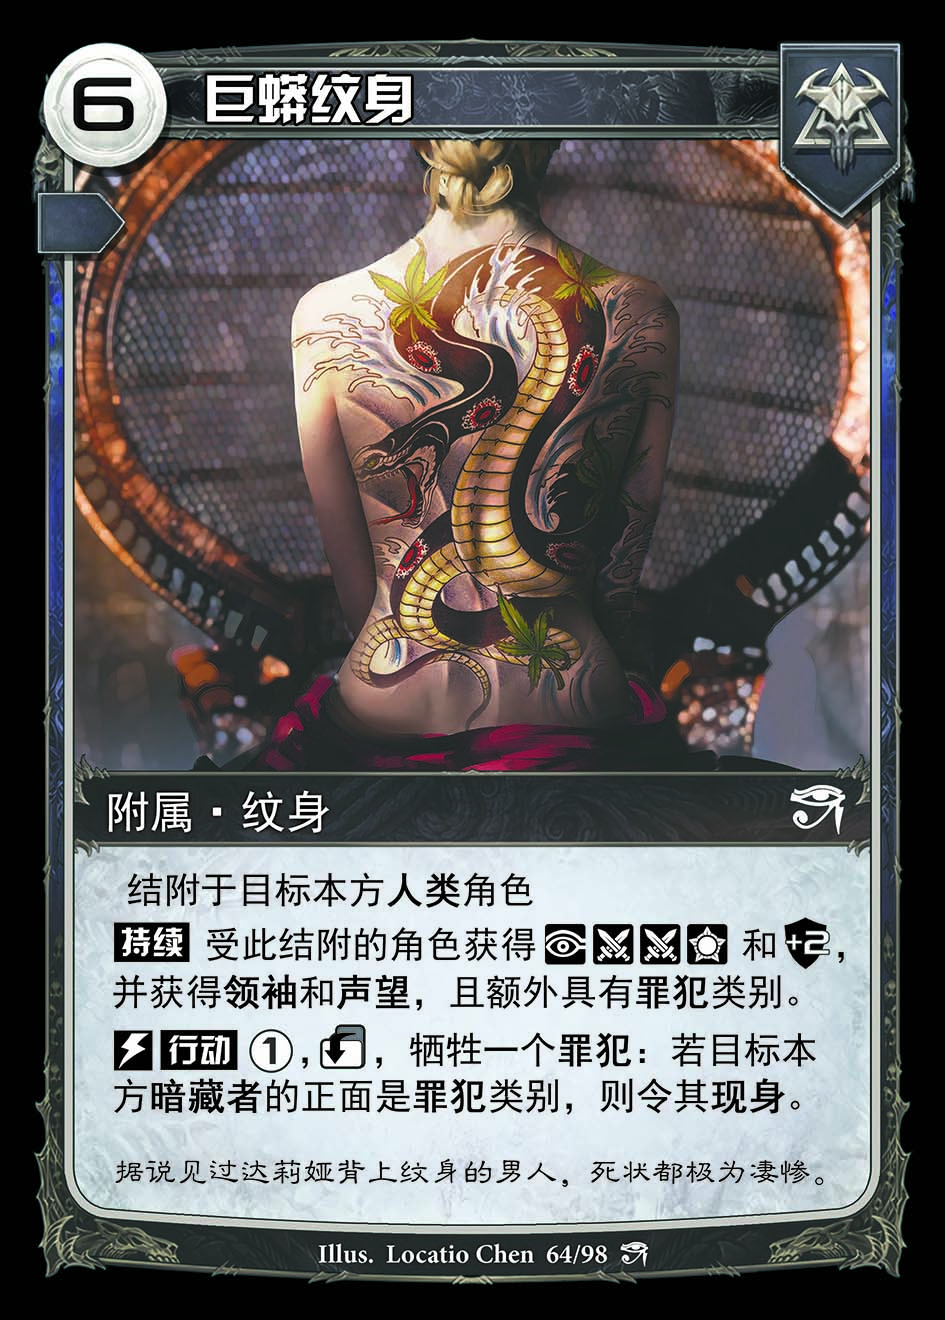 6
巨蟒纹身
附属·纹身
结附于目标本方人类角色
持续 受此结附的角色获得 和+2，
并获得领袖和声望，且额外具有罪犯类别。
行动 1，，牺牲一个罪犯：若目标本
方暗藏者的正面是罪犯类别，则令其现身。
据说见过达莉娅背上纹身的男人，死状都极为凄惨。
Illus. Locatio Chen 64/98